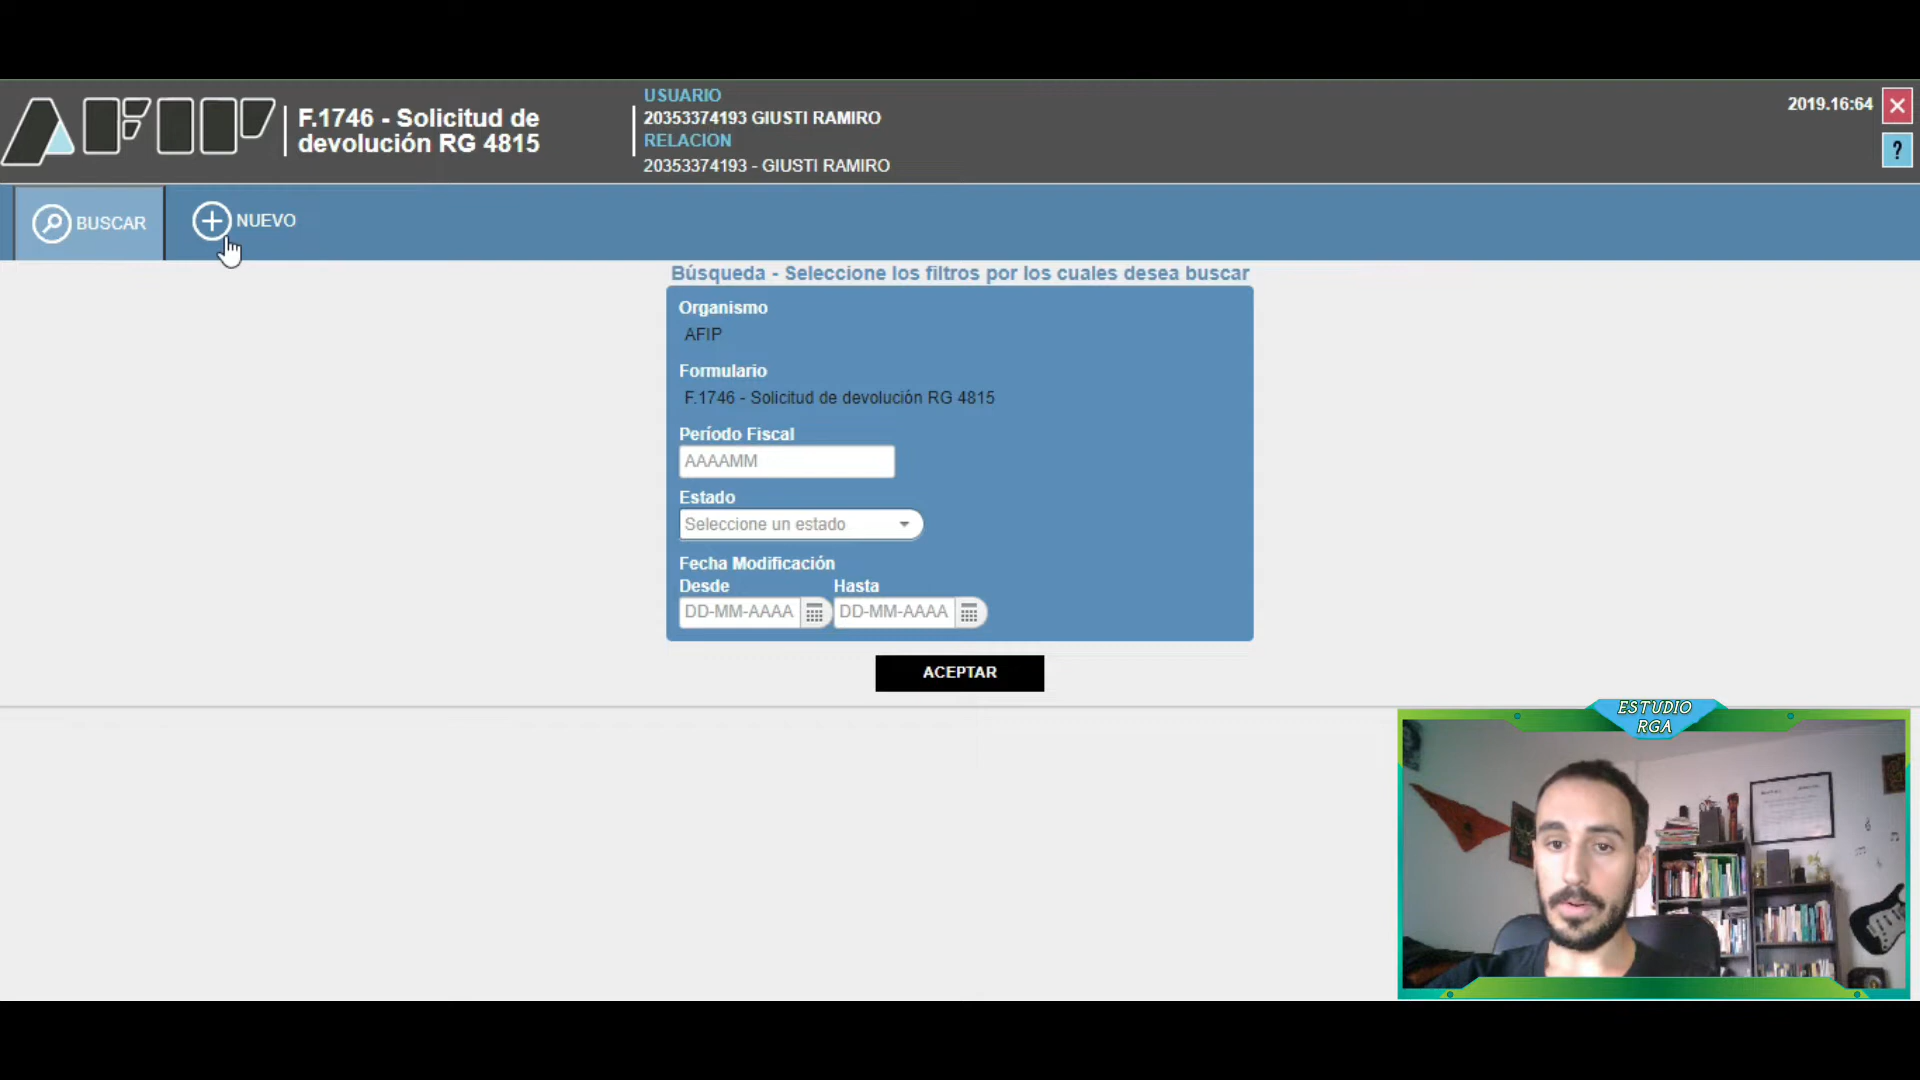 AFIP
F.1746 - Solicitud de
devolución RG 4815
USUARIO
20353374193 GIUSTI RAMIRO
RELACION
20353374193 - GIUSTI RAMIRO
2019.16:64
?
BUSCAR
NUEVO
Búsqueda - Seleccione los filtros por los cuales desea buscar
Organismo
AFIP
Formulario
F.1746 - Solicitud de devolución RG 4815
Período Fiscal
AAAAMM
Estado
Seleccione un estado
Fecha Modificación
Desde Hasta
DD-MM-AAAA DD-MM-AAAA
ACEPTAR
ESTUDIO
RGA